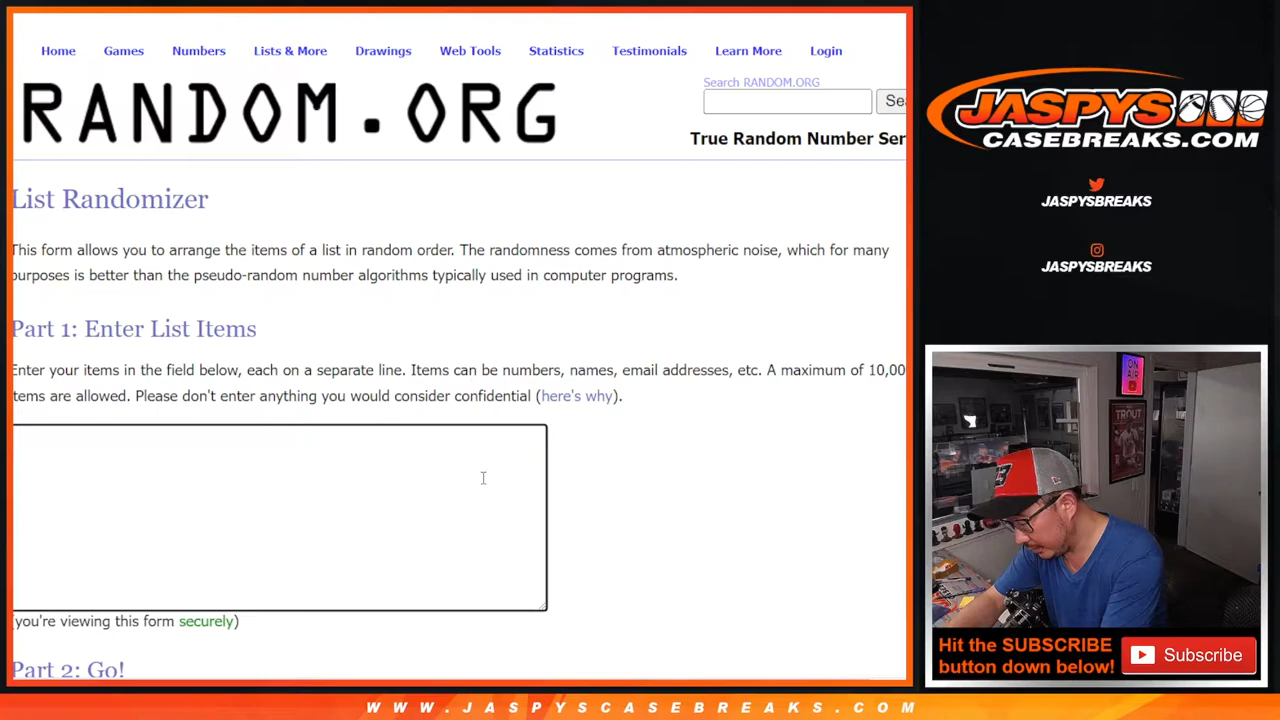 Home Games Numbers Lists & More Drawings Web Tools Statistics Testimonials Learn More Login
RANDOM.ORG
Search RANDOM.ORG
Sea
True Random Number Ser
List Randomizer
This form allows you to arrange the items of a list in random order. The randomness comes from atmospheric noise, which for many
purposes is better than the pseudo-random number algorithms typically used in computer programs.
Part 1: Enter List Items
Enter your items in the field below, each on a separate line. Items can be numbers, names, email addresses, etc. A maximum of 10,00
items are allowed. Please don't enter anything you would consider confidential (here's why).
(you're viewing this form securely)
Part 2: Go!
JASPYS
CASEBREAKS.COM
JASPYSBREAKS
JASPYSBREAKS
ON
AIR
TROUT
Hit the SUBSCRIBE
button down below!
Subscribe
WWW.JASPYSCASEBREAKS.COM